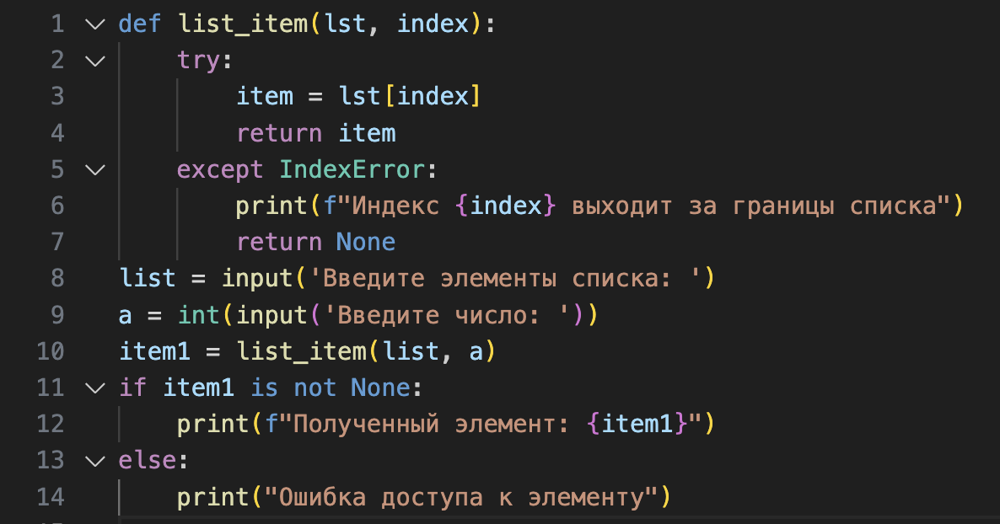 1 def list_item(lst, index):
2     try:
3         item = lst[index]
4         return item
5     except IndexError:
6         print(f"Индекс {index} выходит за границы списка")
7         return None
8 list = input('Введите элементы списка: ')
9 a = int(input('Введите число: '))
10 item1 = list_item(list, a)
11 if item1 is not None:
12     print(f"Полученный элемент: {item1}")
13 else:
14     print("Ошибка доступа к элементу")